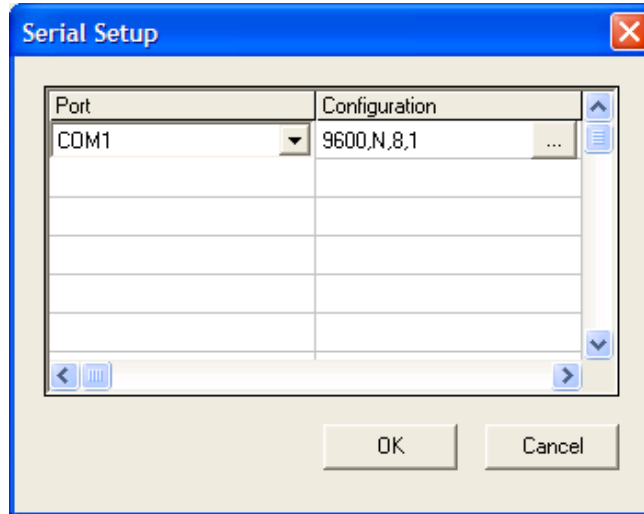 Serial Setup
Port Configuration
COM1 9600,N,8,1 ...
OK Cancel